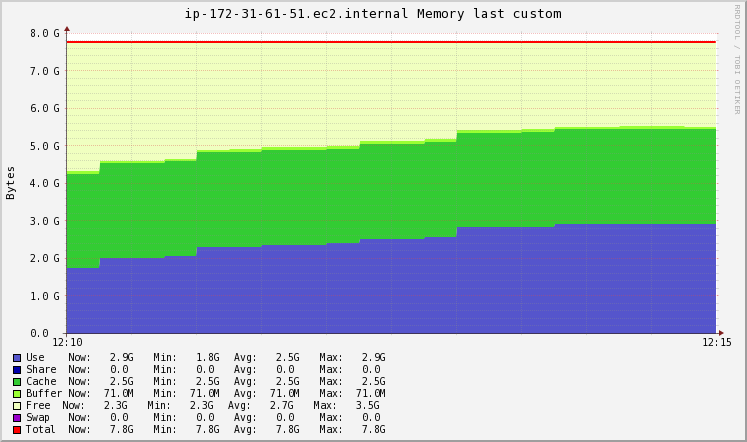 ip-172-31-61-51.ec2.internal Memory last custom
RRDTOOL / TOBI OETIKER
Bytes
8.0 G
7.0 G
6.0 G
5.0 G
4.0 G
3.0 G
2.0 G
1.0 G
0.0
12:10 12:15
Use Now: 2.9G Min: 1.8G Avg: 2.5G Max: 2.9G
Share Now: 0.0 Min: 0.0 Avg: 0.0 Max: 0.0
Cache Now: 2.5G Min: 2.5G Avg: 2.5G Max: 2.5G
Buffer Now: 71.0M Min: 71.0M Avg: 71.0M Max: 71.0M
Free Now: 2.3G Min: 2.3G Avg: 2.7G Max: 3.5G
Swap Now: 0.0 Min: 0.0 Avg: 0.0 Max: 0.0
Total Now: 7.8G Min: 7.8G Avg: 7.8G Max: 7.8G